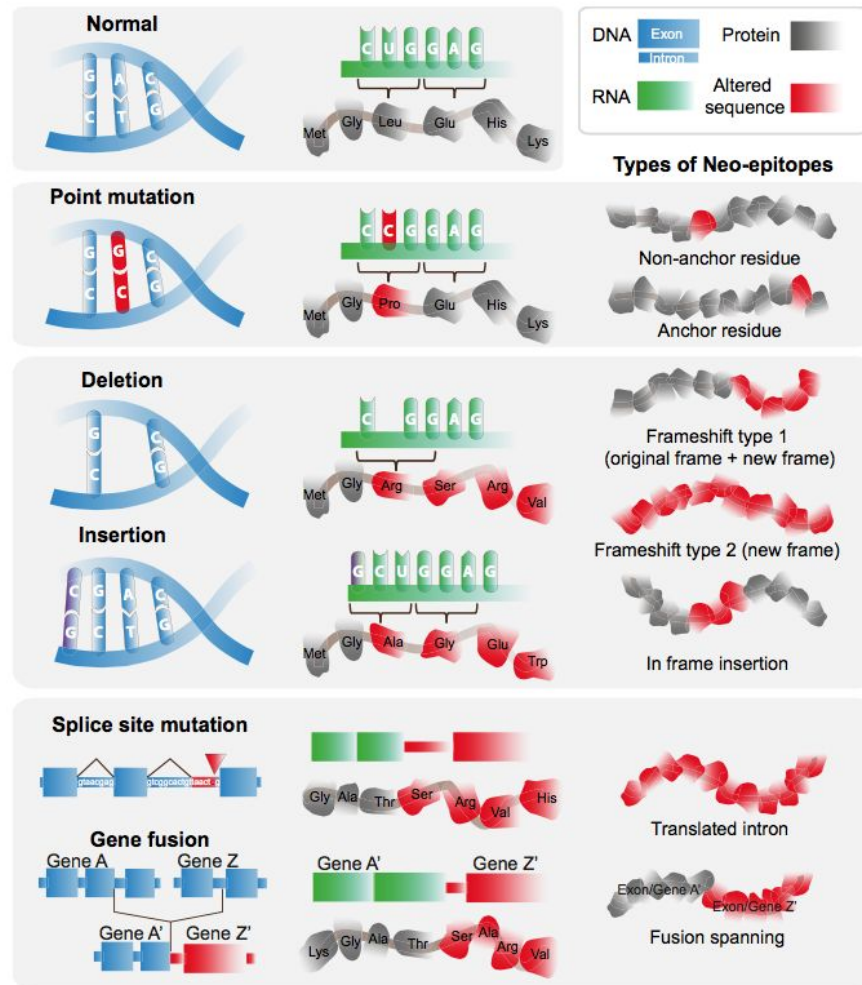 Normal
G A C
C T G
C U G G A G
Met Gly Leu Glu His Lys
DNA Exon Protein
Intron
RNA Altered sequence
Types of Neo-epitopes
Point mutation
G G C
C C G
C C G G A G
Met Gly Pro Glu His Lys
Non-anchor residue
Anchor residue
Deletion
G C
C G
C G G A G
Met Gly Arg Ser Arg Val
Frameshift type 1
(original frame + new frame)
Frameshift type 2 (new frame)
Insertion
C G A C
G C T G
G C U G G A G
Met Gly Ala Gly Glu Trp
In frame insertion
Splice site mutation
gtaacgag
Gly Ala Thr Ser Arg Val His
Translated intron
Gene fusion
Gene A Gene Z
Gene A' Gene Z'
Gene A' Gene Z'
Lys Gly Ala Thr Ser Ala Arg Val
Exon/Gene A'
Exon/Gene Z'
Fusion spanning